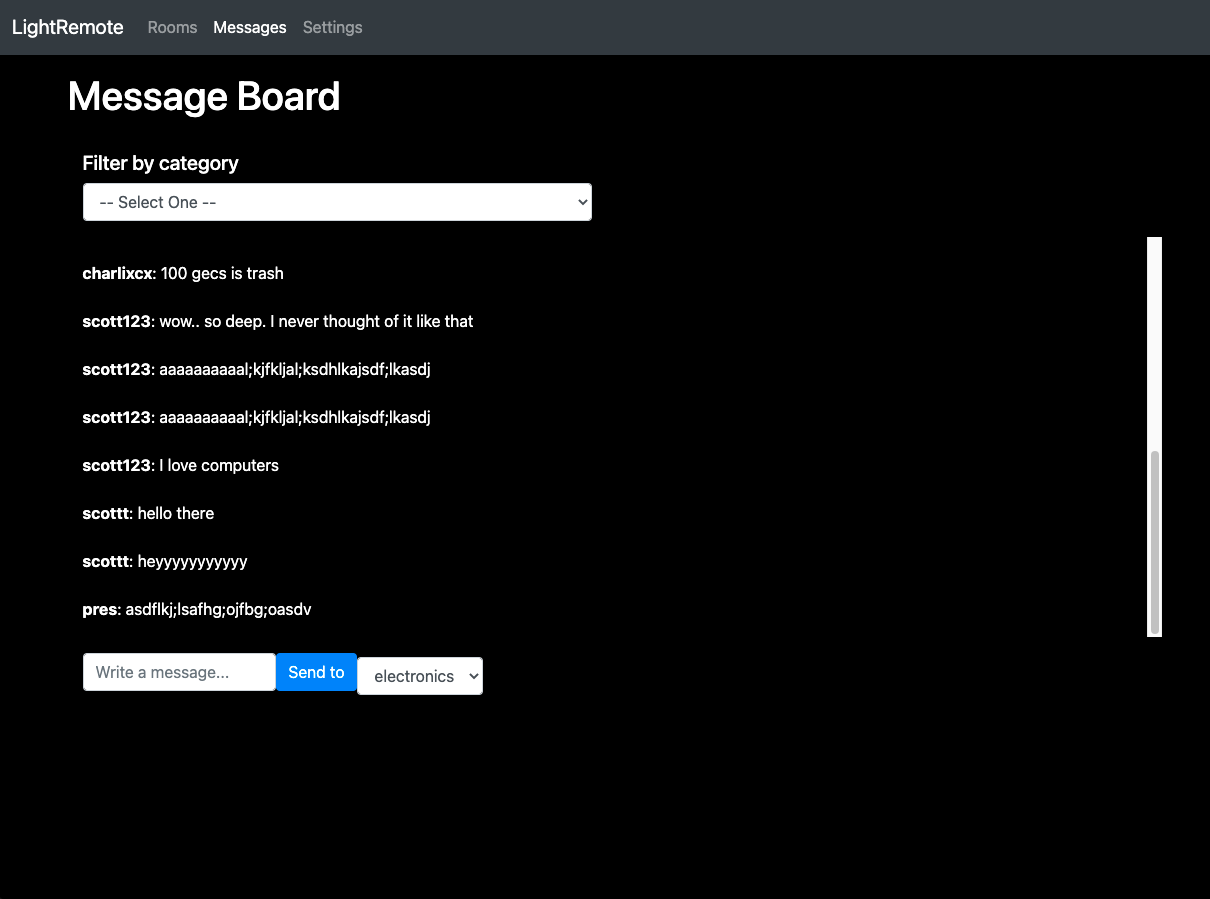 LightRemote Rooms Messages Settings
Message Board
Filter by category
-- Select One --
charlixcx: 100 gecs is trash
scott123: wow.. so deep. I never thought of it like that
scott123: aaaaaaaaaal;kjfkljal;ksdhlkajsdf;lkasdj
scott123: aaaaaaaaaal;kjfkljal;ksdhlkajsdf;lkasdj
scott123: I love computers
scottt: hello there
scottt: heyyyyyyyyyyy
pres: asdflkj;lsafhg;ojfbg;oasdv
Write a message... Send to electronics